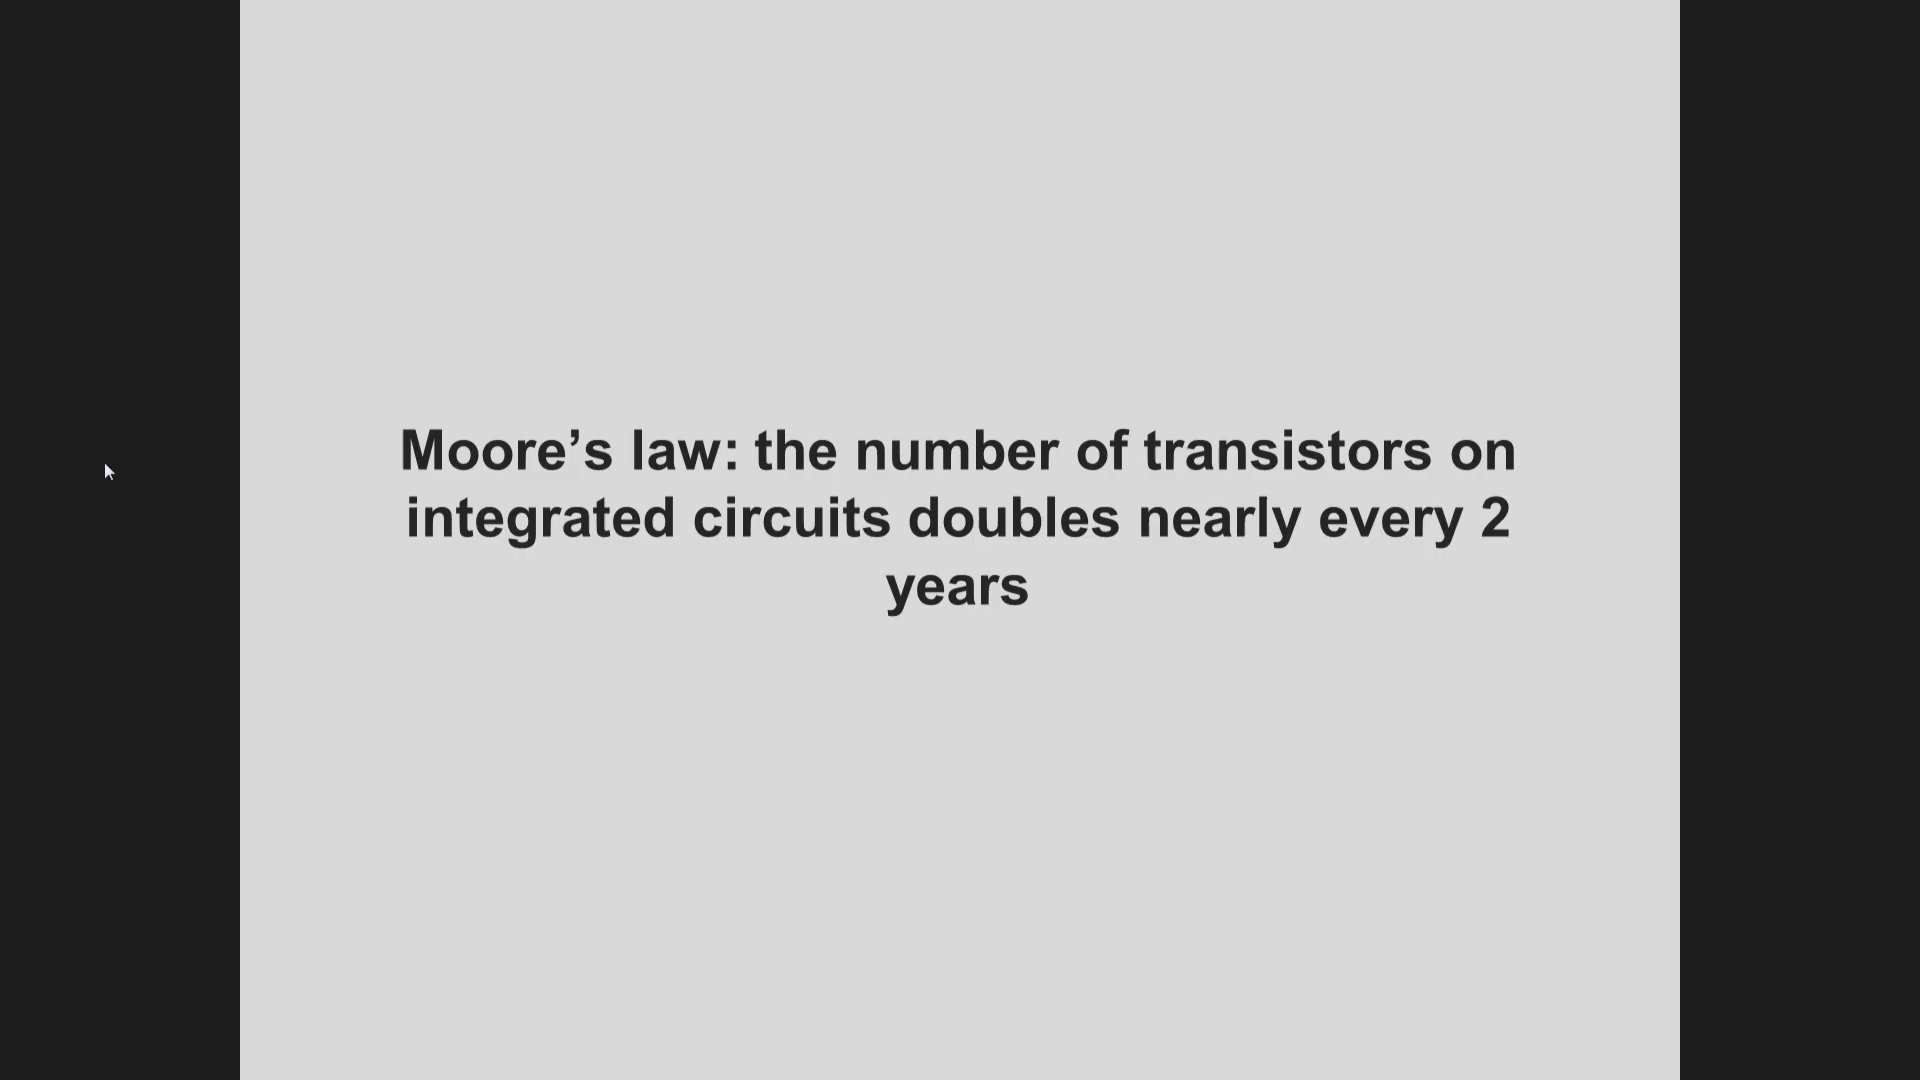 Moore’s law: the number of transistors on
integrated circuits doubles nearly every 2
years